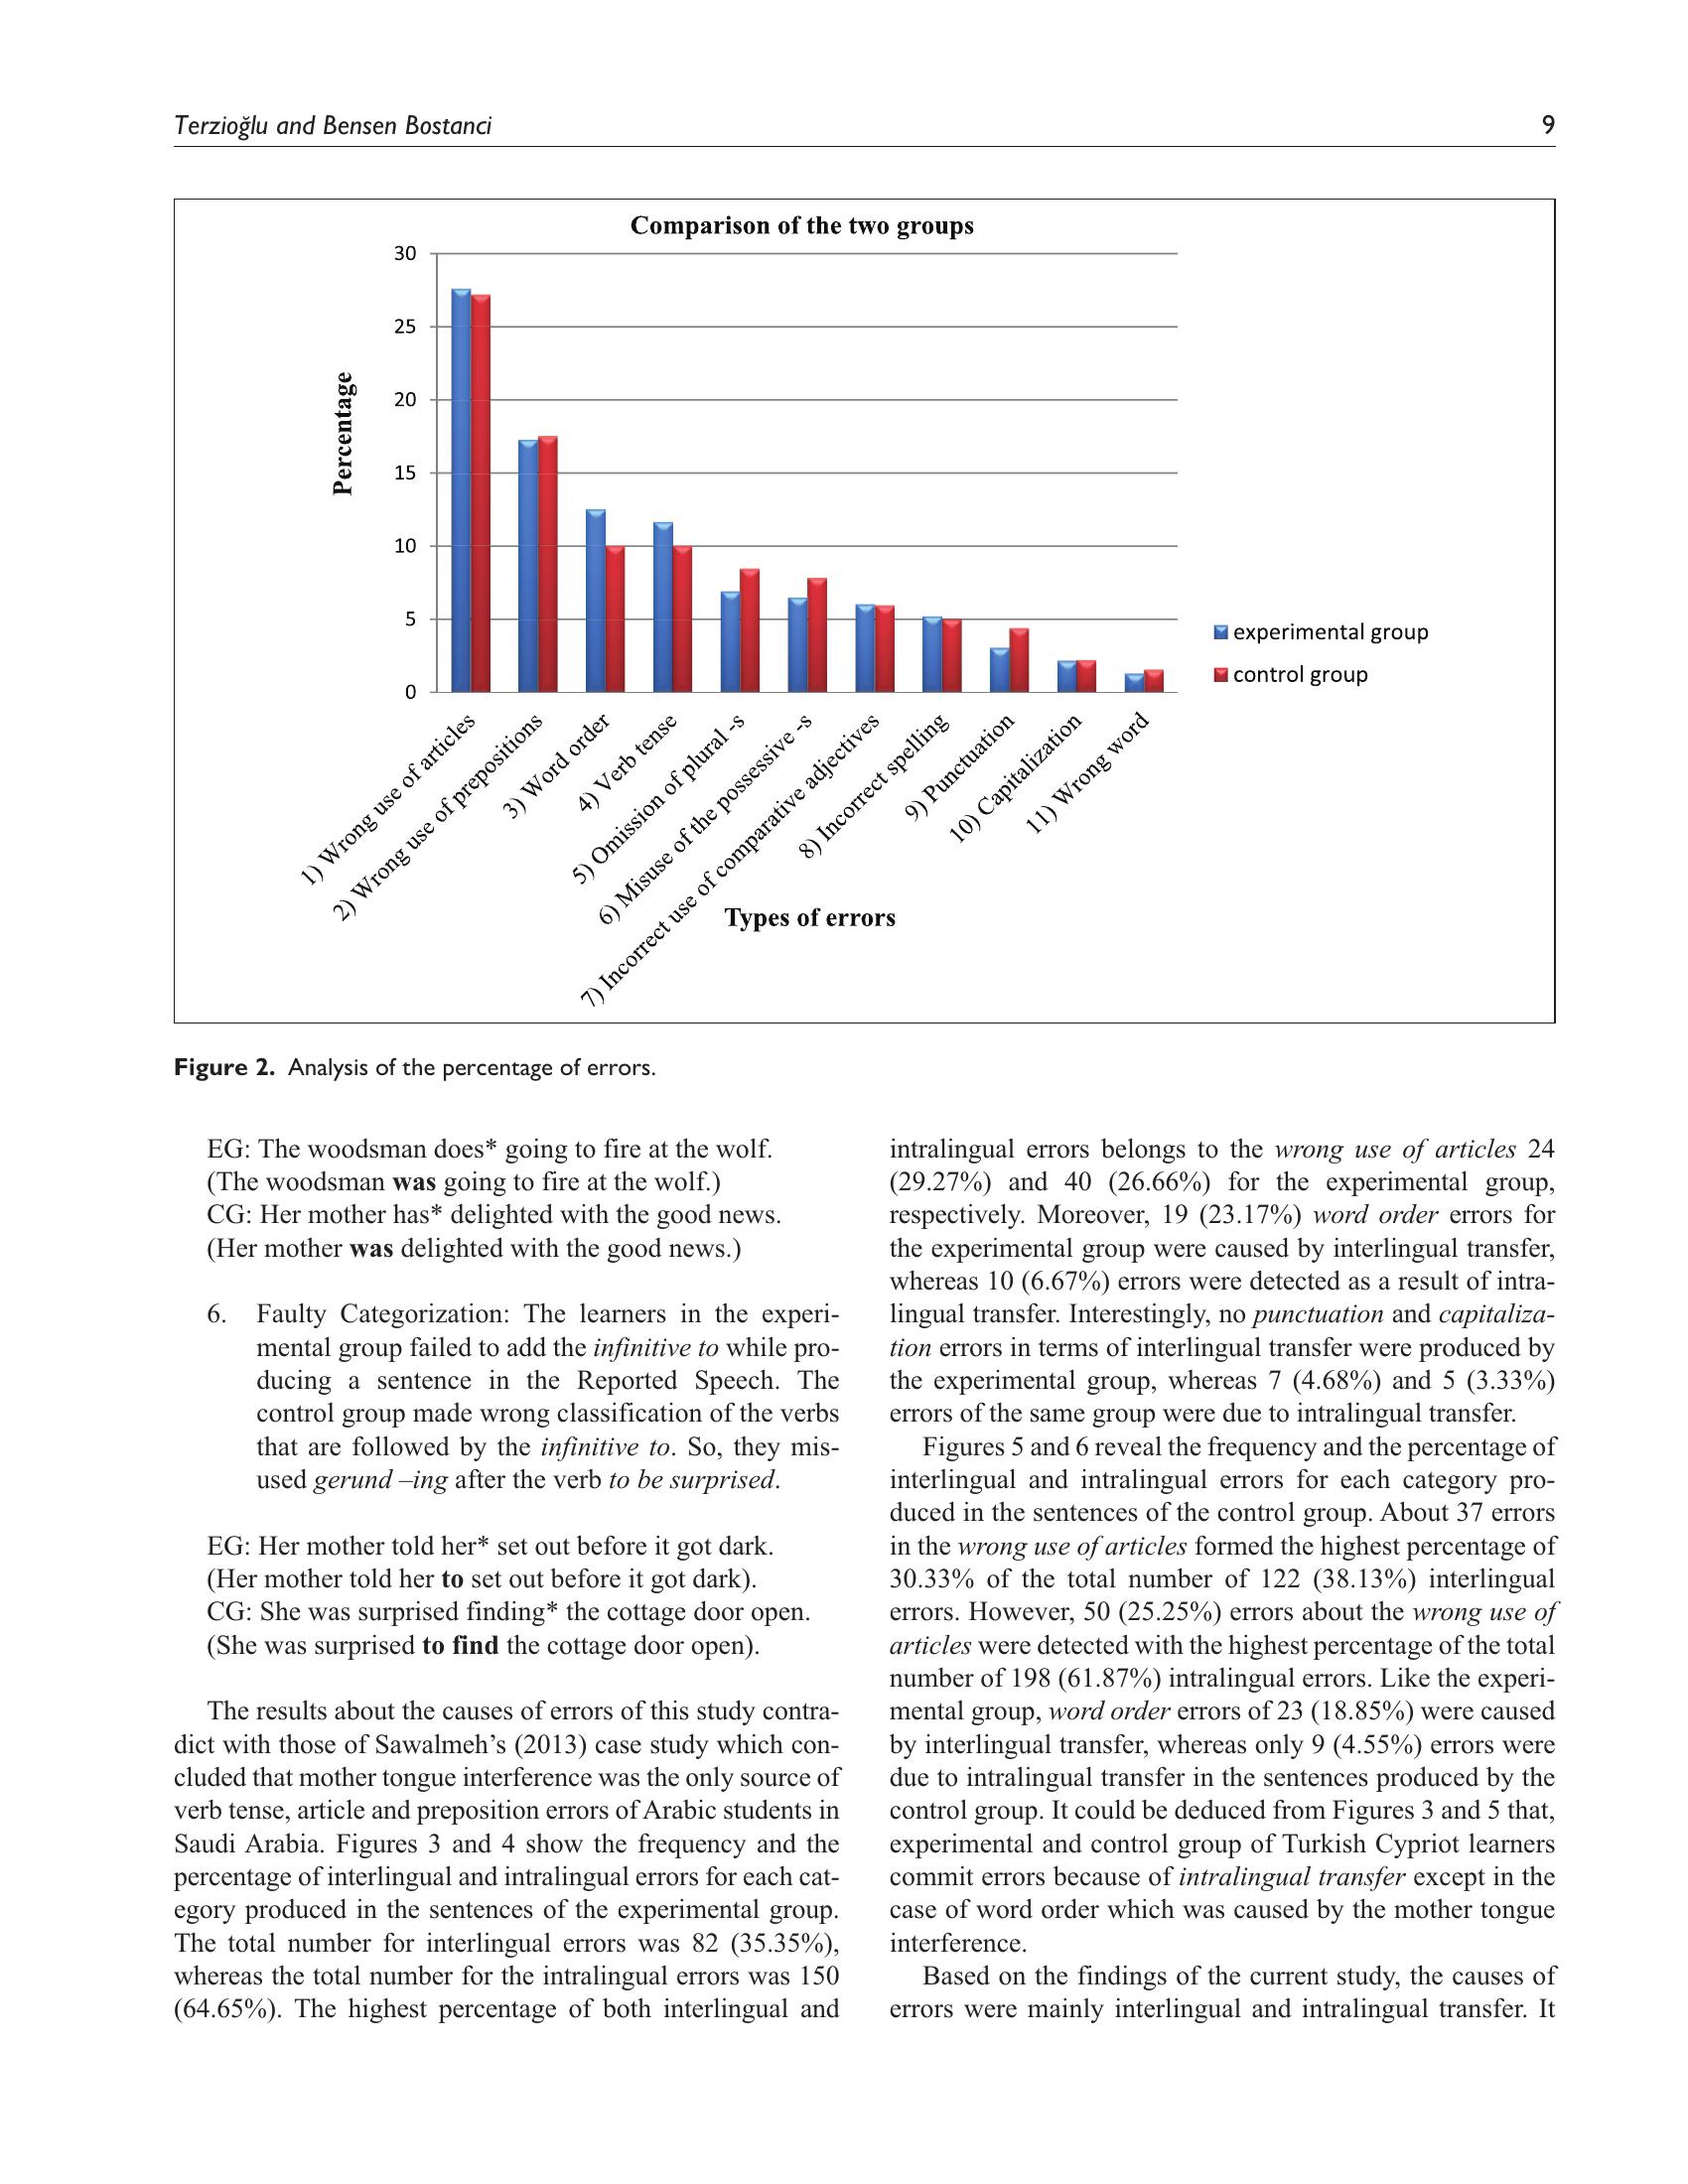 Terzioğlu and Bensen Bostanci
9
Comparison of the two groups
30
25
20
15
10
5
0
Percentage
experimental group
control group
1) Wrong use of articles
2) Wrong use of prepositions
3) Word order
4) Verb tense
5) Omission of plural -s
6) Misuse of the possessive -s
7) Incorrect use of comparative adjectives
8) Incorrect spelling
9) Punctuation
10) Capitalization
11) Wrong word
Types of errors
Figure 2. Analysis of the percentage of errors.
EG: The woodsman does* going to fire at the wolf.
(The woodsman was going to fire at the wolf.)
CG: Her mother has* delighted with the good news.
(Her mother was delighted with the good news.)
6. Faulty Categorization: The learners in the experi-
mental group failed to add the infinitive to while pro-
ducing a sentence in the Reported Speech. The
control group made wrong classification of the verbs
that are followed by the infinitive to. So, they mis-
used gerund –ing after the verb to be surprised.
EG: Her mother told her* set out before it got dark.
(Her mother told her to set out before it got dark).
CG: She was surprised finding* the cottage door open.
(She was surprised to find the cottage door open).
The results about the causes of errors of this study contra-
dict with those of Sawalmeh’s (2013) case study which con-
cluded that mother tongue interference was the only source of
verb tense, article and preposition errors of Arabic students in
Saudi Arabia. Figures 3 and 4 show the frequency and the
percentage of interlingual and intralingual errors for each cat-
egory produced in the sentences of the experimental group.
The total number for interlingual errors was 82 (35.35%),
whereas the total number for the intralingual errors was 150
(64.65%). The highest percentage of both interlingual and
intralingual errors belongs to the wrong use of articles 24
(29.27%) and 40 (26.66%) for the experimental group,
respectively. Moreover, 19 (23.17%) word order errors for
the experimental group were caused by interlingual transfer,
whereas 10 (6.67%) errors were detected as a result of intra-
lingual transfer. Interestingly, no punctuation and capitaliza-
tion errors in terms of interlingual transfer were produced by
the experimental group, whereas 7 (4.68%) and 5 (3.33%)
errors of the same group were due to intralingual transfer.
Figures 5 and 6 reveal the frequency and the percentage of
interlingual and intralingual errors for each category pro-
duced in the sentences of the control group. About 37 errors
in the wrong use of articles formed the highest percentage of
30.33% of the total number of 122 (38.13%) interlingual
errors. However, 50 (25.25%) errors about the wrong use of
articles were detected with the highest percentage of the total
number of 198 (61.87%) intralingual errors. Like the experi-
mental group, word order errors of 23 (18.85%) were caused
by interlingual transfer, whereas only 9 (4.55%) errors were
due to intralingual transfer in the sentences produced by the
control group. It could be deduced from Figures 3 and 5 that,
experimental and control group of Turkish Cypriot learners
commit errors because of intralingual transfer except in the
case of word order which was caused by the mother tongue
interference.
Based on the findings of the current study, the causes of
errors were mainly interlingual and intralingual transfer. It